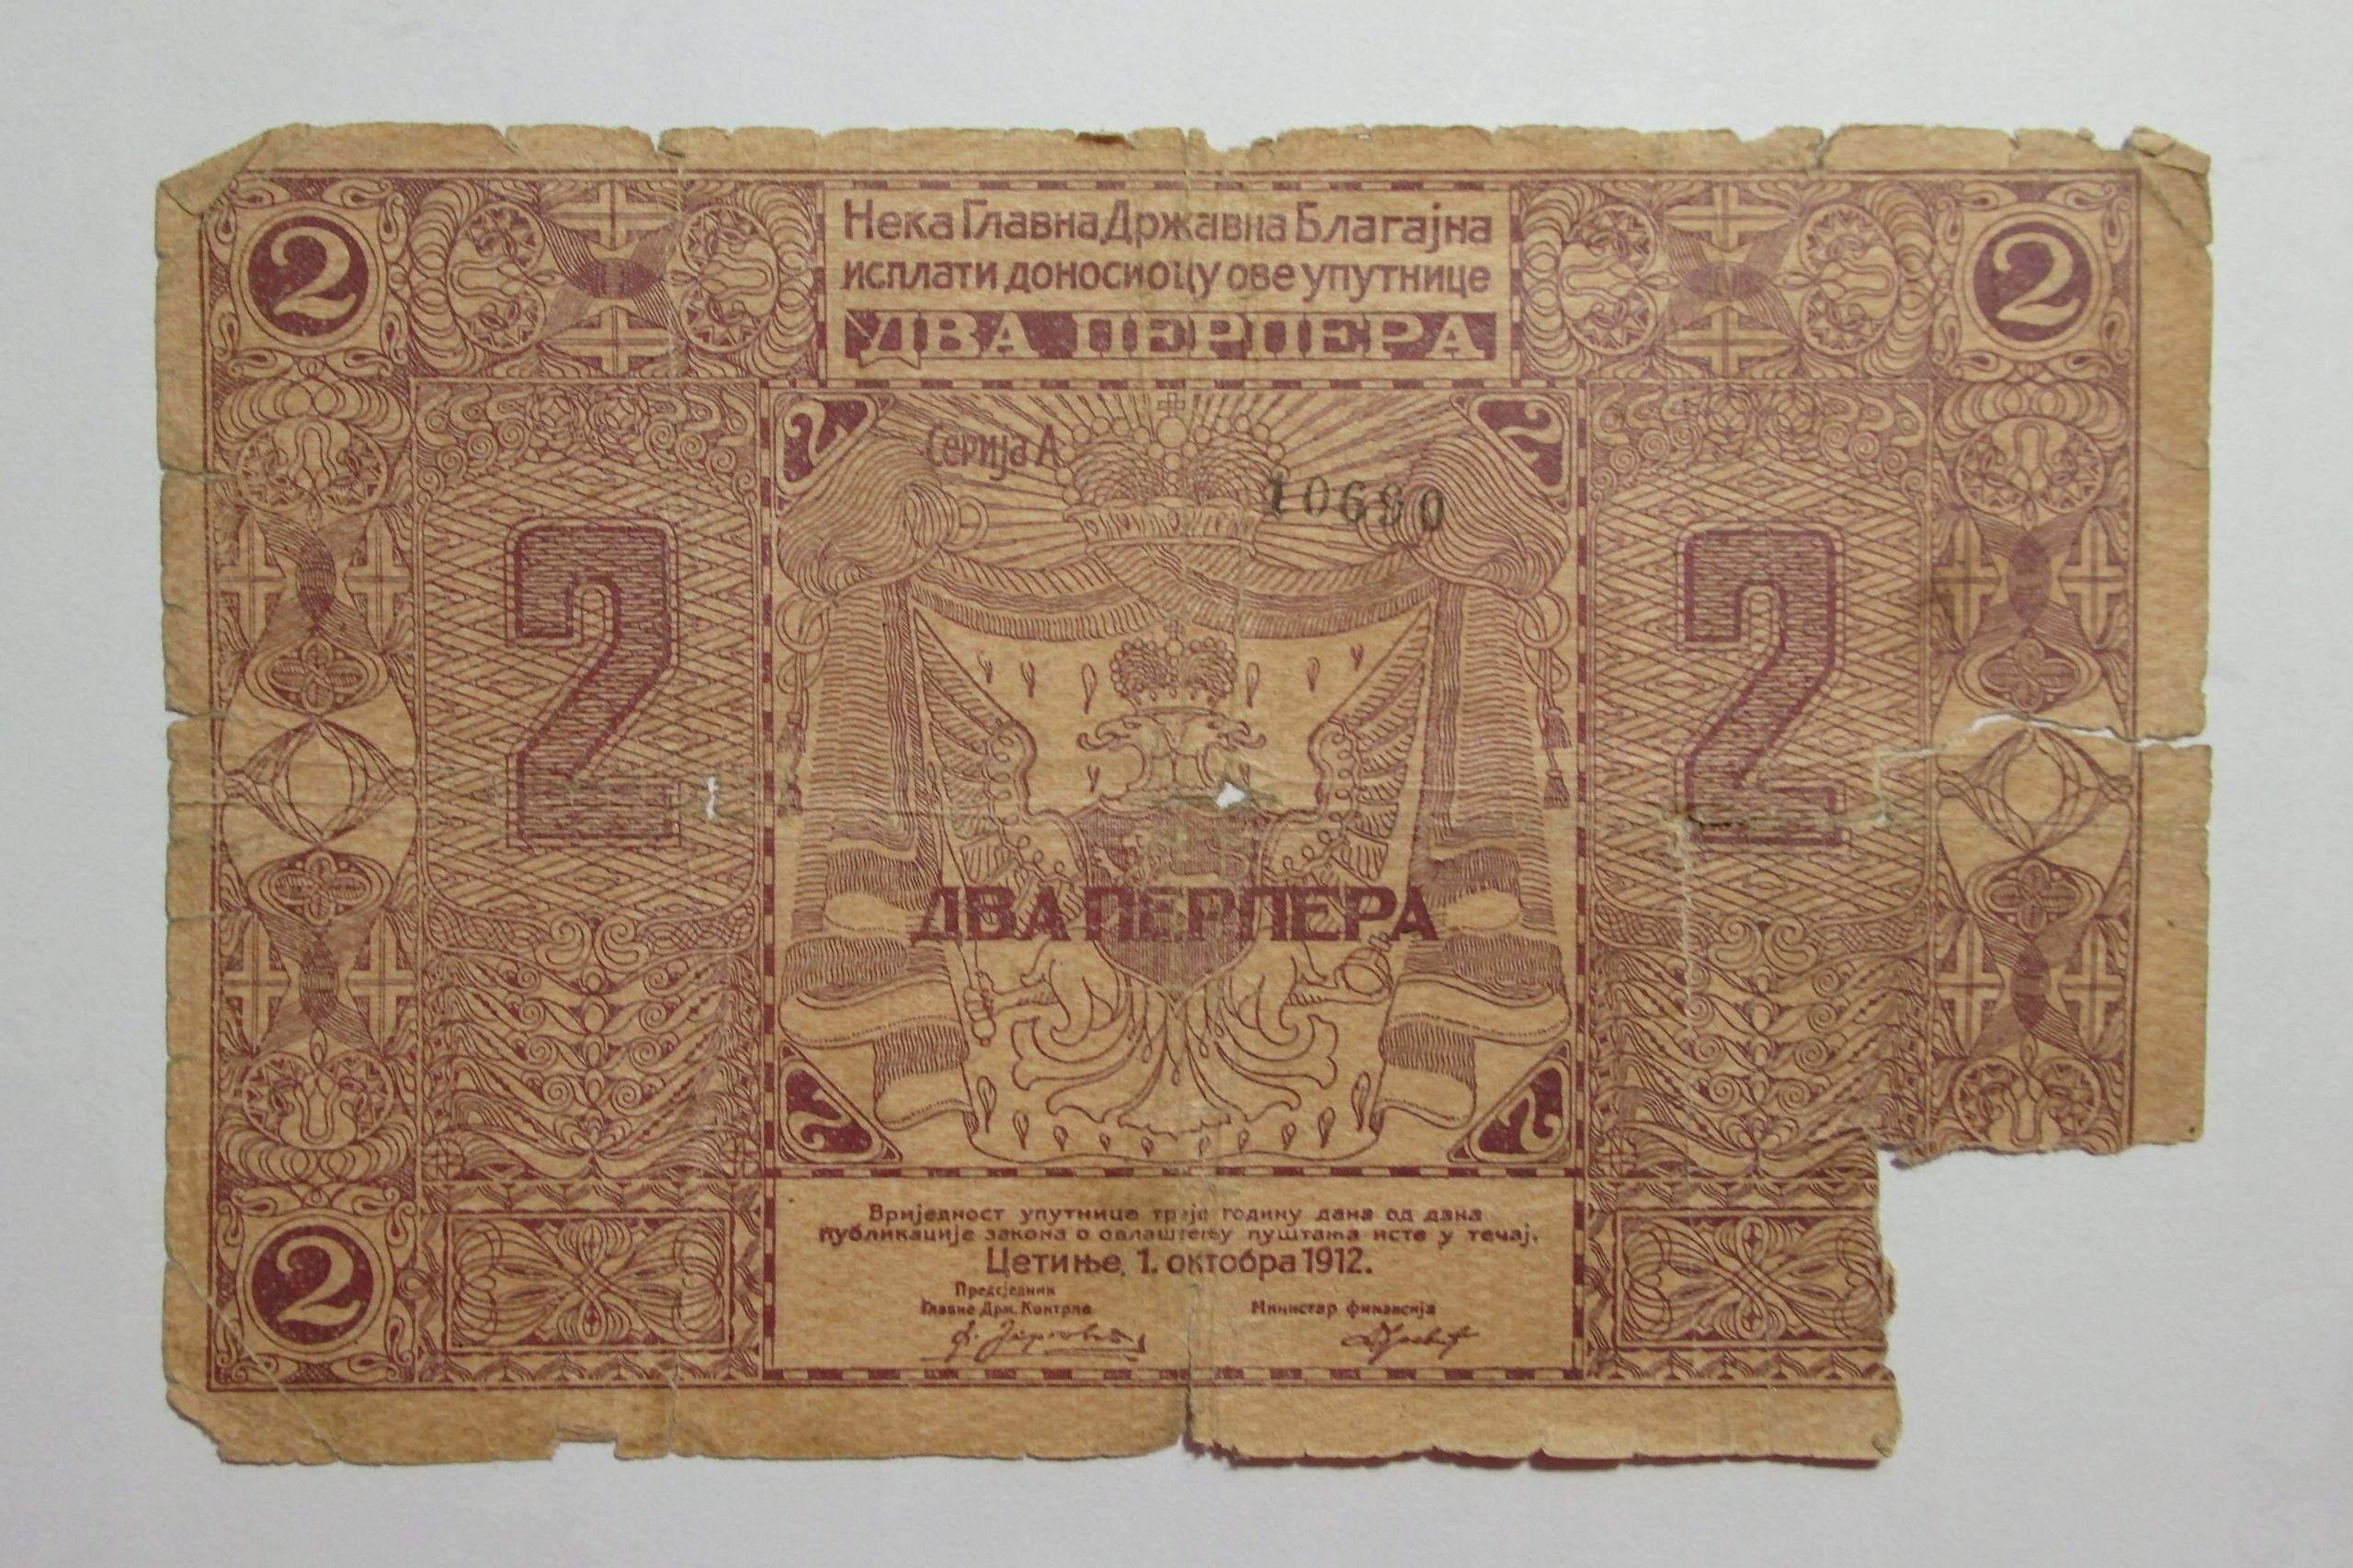 2
2
Нека Главна Државна Благајна
исплати доносиоцу ове упутнице
ДВА ПЕРПЕРА
2
2
Серија А
10690
2
2
ДВА ПЕРПЕРА
2
2
Вриједност упутнице траје годину дана од дана
публикације закона о овлашћењу пуштања исте у течај.
Цетиње, 1. октобра 1912.
Предсједник
Главне Држ. Контроле
Министар финансија
2